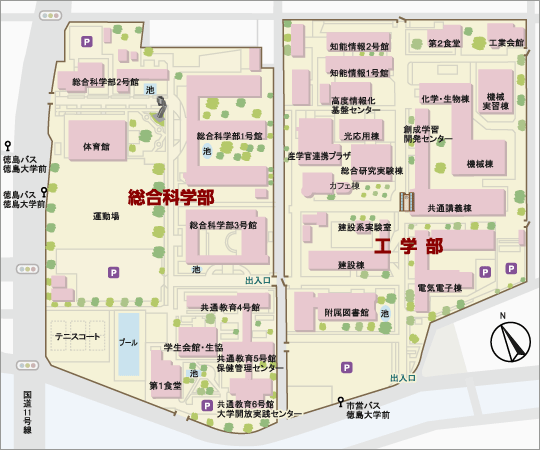 P
総合科学部2号館
池
体育館
総合科学部1号館
池
徳島バス
徳島大学前
徳島バス
徳島大学前
総合科学部
運動場
総合科学部3号館
P
池
出入口
共通教育4号館
テニスコート
プール
学生会館・生協
共通教育5号館
保健管理センター
池
第1食堂
共通教育6号館
大学開放実践センター
P
国道11号線
知能情報2号館
第2食堂
工業会館
知能情報1号館
高度情報化
基盤センター
化学・生物棟
機械
実習棟
光応用棟
創成学習
開発センター
産学官連携プラザ
総合研究実験棟
機械棟
カフェ棟
共通講義棟
建設系実験室
工学部
建設棟
P
P
電気電子棟
附属図書館
池
N
P
出入口
市営バス
徳島大学前